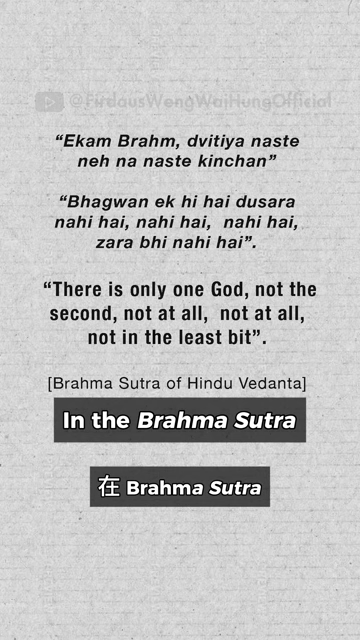 @FirdausWongWaiHungOfficial
“Ekam Brahm, dvitiya naste
neh na naste kinchan”
“Bhagwan ek hi hai dusara
nahi hai, nahi hai, nahi hai,
zara bhi nahi hai”.
“There is only one God, not the
second, not at all, not at all,
not in the least bit”.
[Brahma Sutra of Hindu Vedanta]
In the Brahma Sutra
在 Brahma Sutra